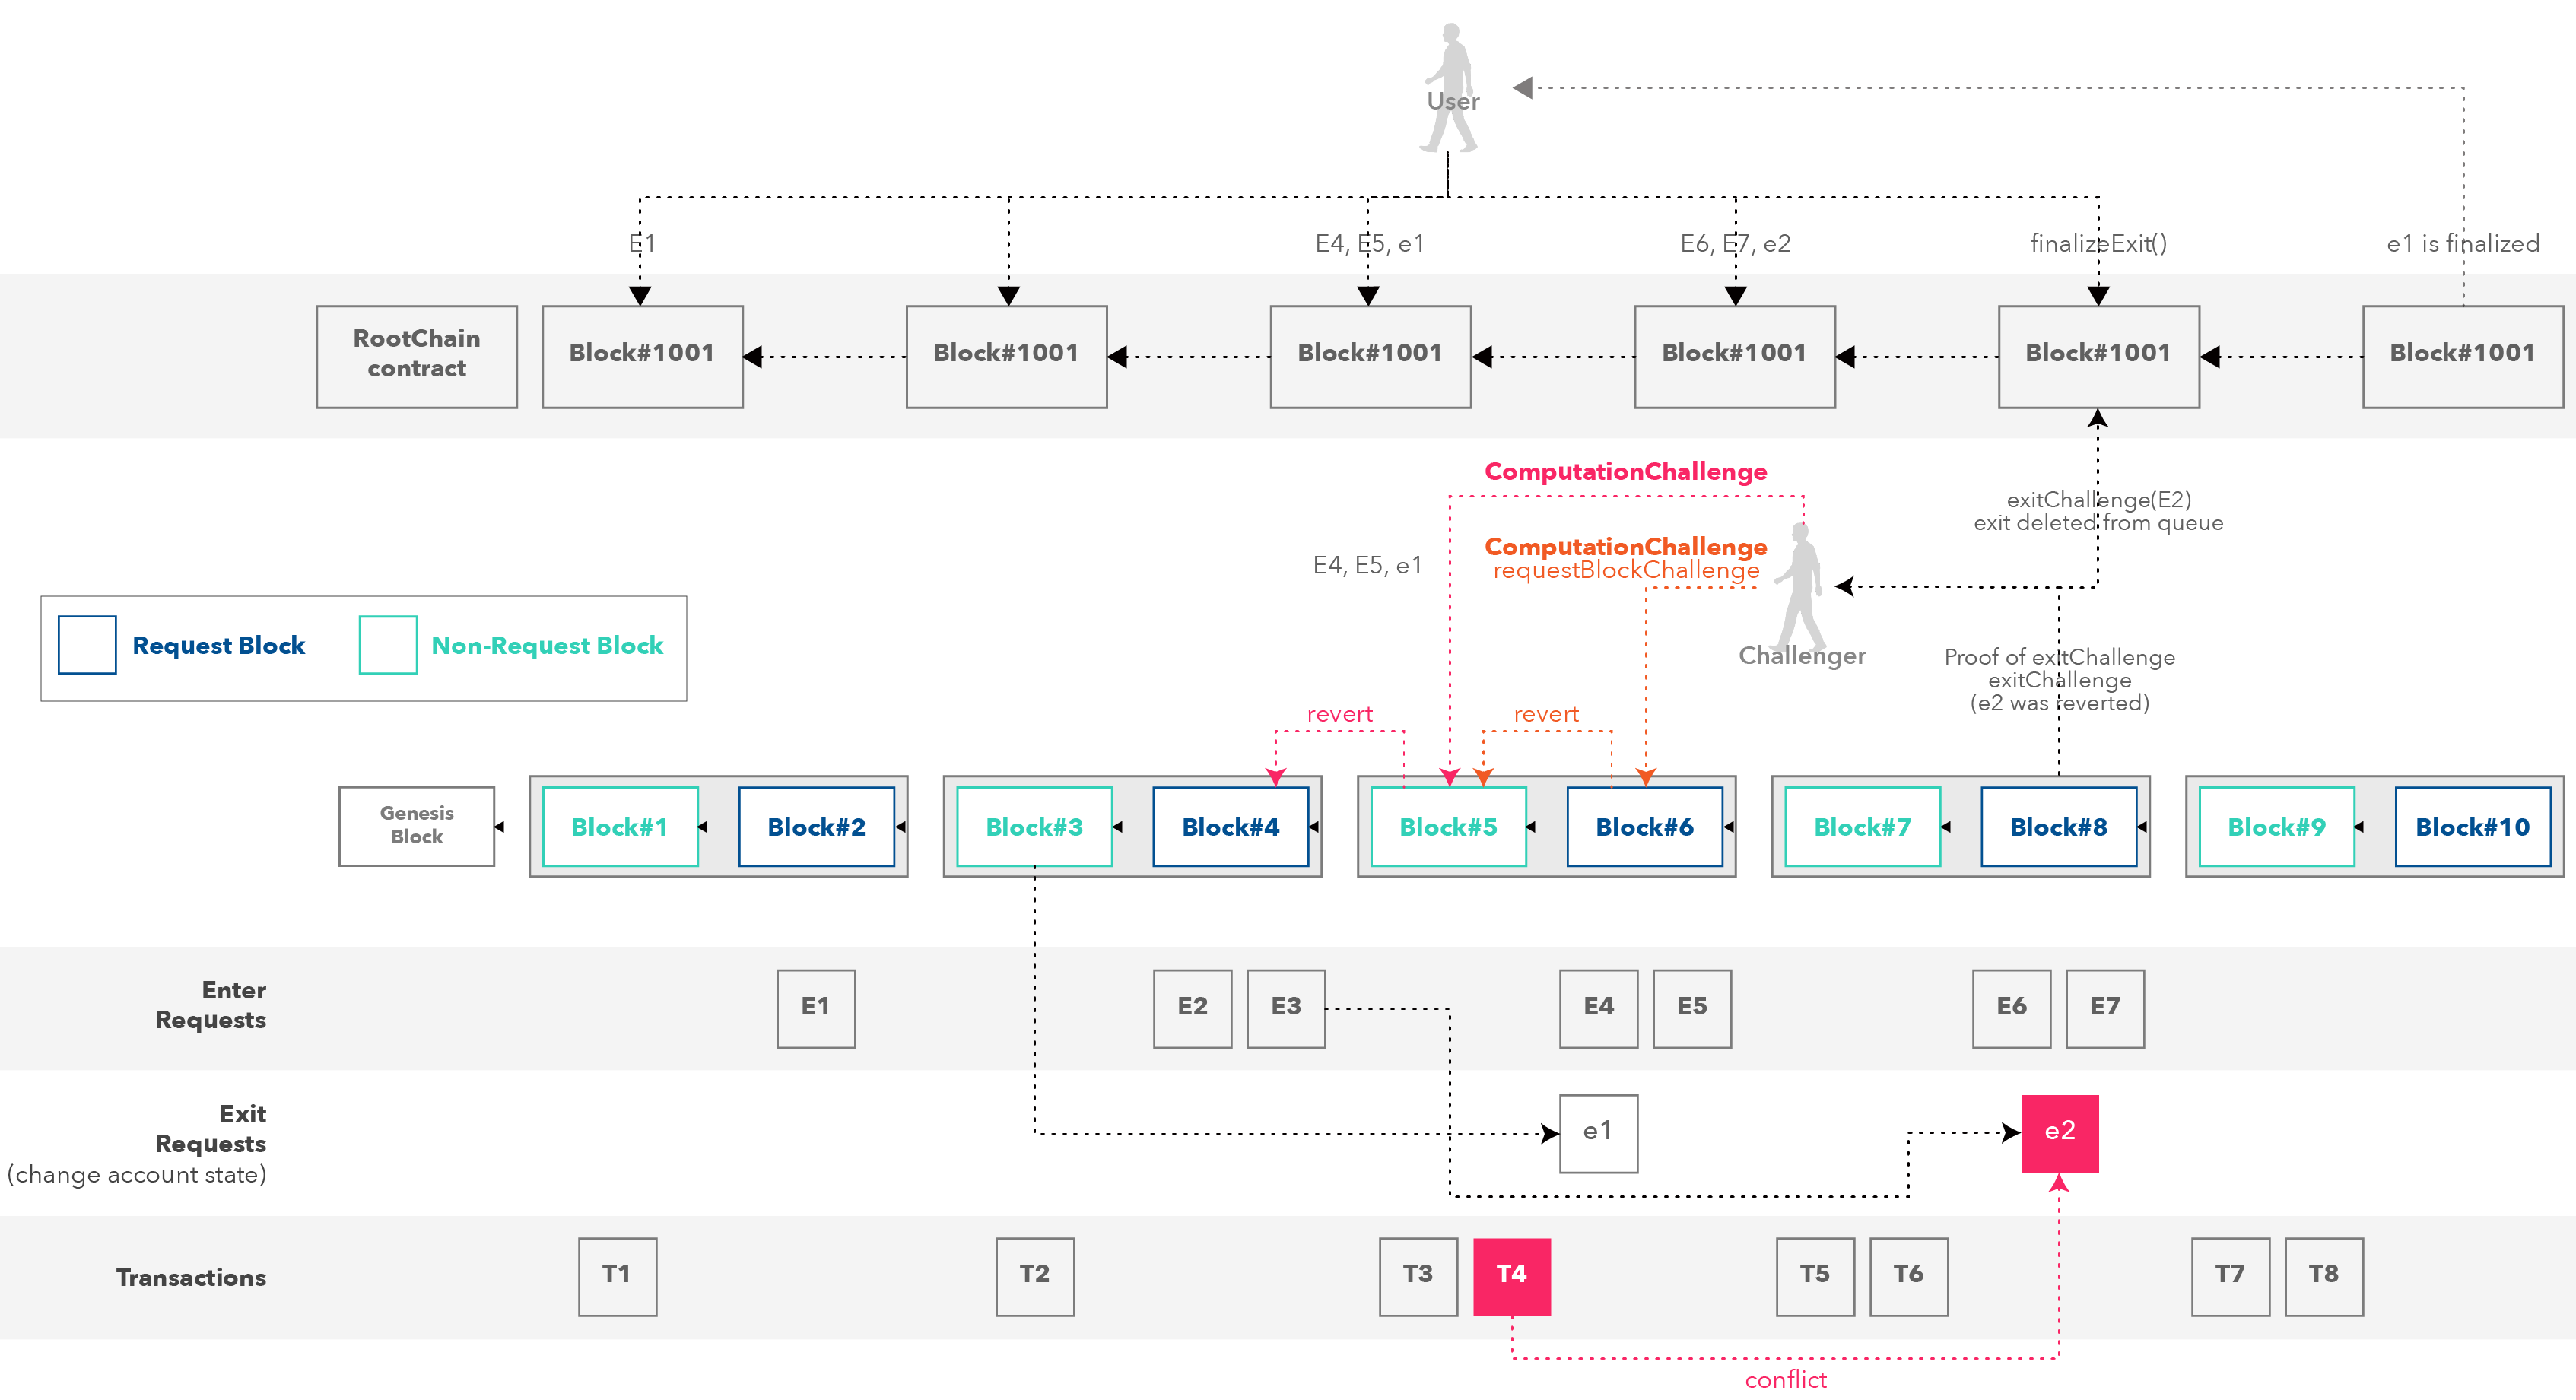 User
E1
E4, E5, e1
E6, E7, e2
finalizeExit()
e1 is finalized
RootChain
contract
Block#1001
Block#1001
Block#1001
Block#1001
Block#1001
Block#1001
ComputationChallenge
exitChallenge(E2)
exit deleted from queue
ComputationChallenge
requestBlockChallenge
E4, E5, e1
Request Block
Non-Request Block
Challenger
Proof of exitChallenge
exitChallenge
(e2 was reverted)
revert
revert
Genesis
Block
Block#1
Block#2
Block#3
Block#4
Block#5
Block#6
Block#7
Block#8
Block#9
Block#10
Enter
Requests
E1
E2
E3
E4
E5
E6
E7
Exit
Requests
(change account state)
e1
e2
Transactions
T1
T2
T3
T4
T5
T6
T7
T8
conflict